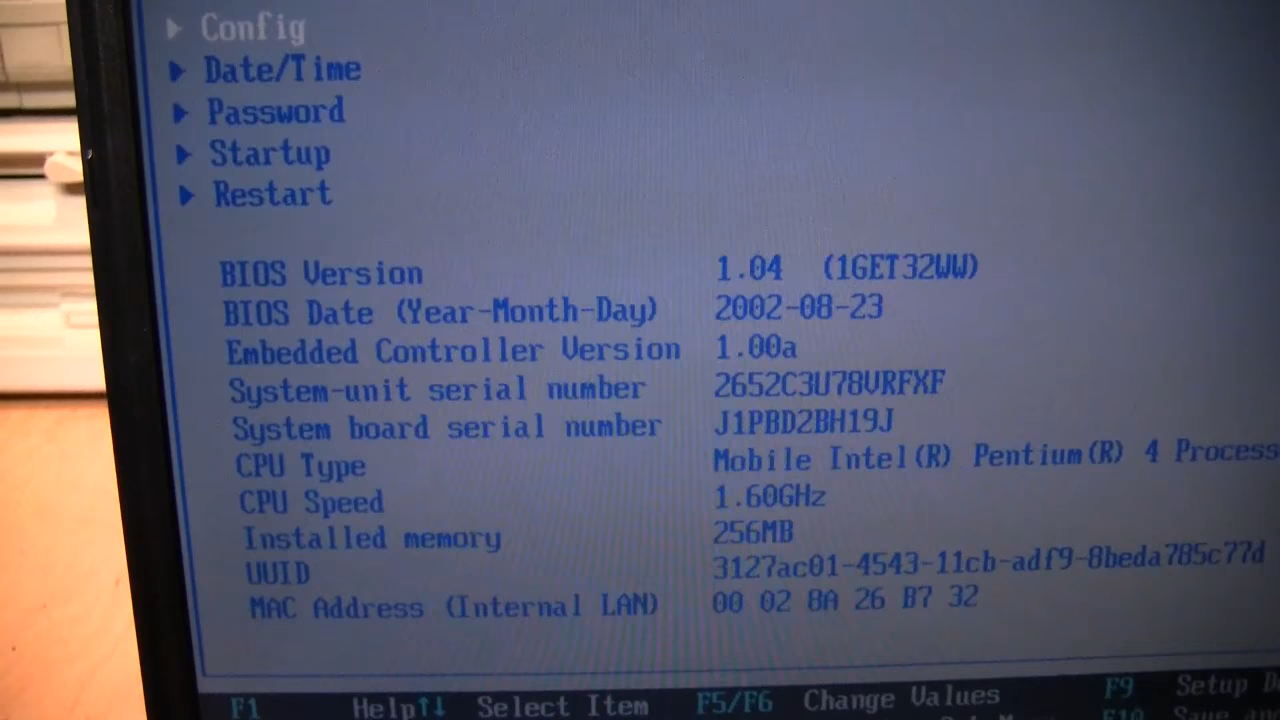 Config
Date/Time
Password
Startup
Restart
BIOS Version 1.04 (1GET32WW)
BIOS Date (Year-Month-Day) 2002-08-23
Embedded Controller Version 1.00a
System-unit serial number 2652C3U78VRFXF
System board serial number J1PBD2BH19J
CPU Type Mobile Intel(R) Pentium(R) 4 Process
CPU Speed 1.60GHz
Installed memory 256MB
UUID 3127ac01-4543-11cb-adf9-8beda785c77d
MAC Address (Internal LAN) 00 02 8A 26 B7 32
F1 Help ↑↓ Select Item F5/F6 Change Values F9 Setup D
F10 Save an